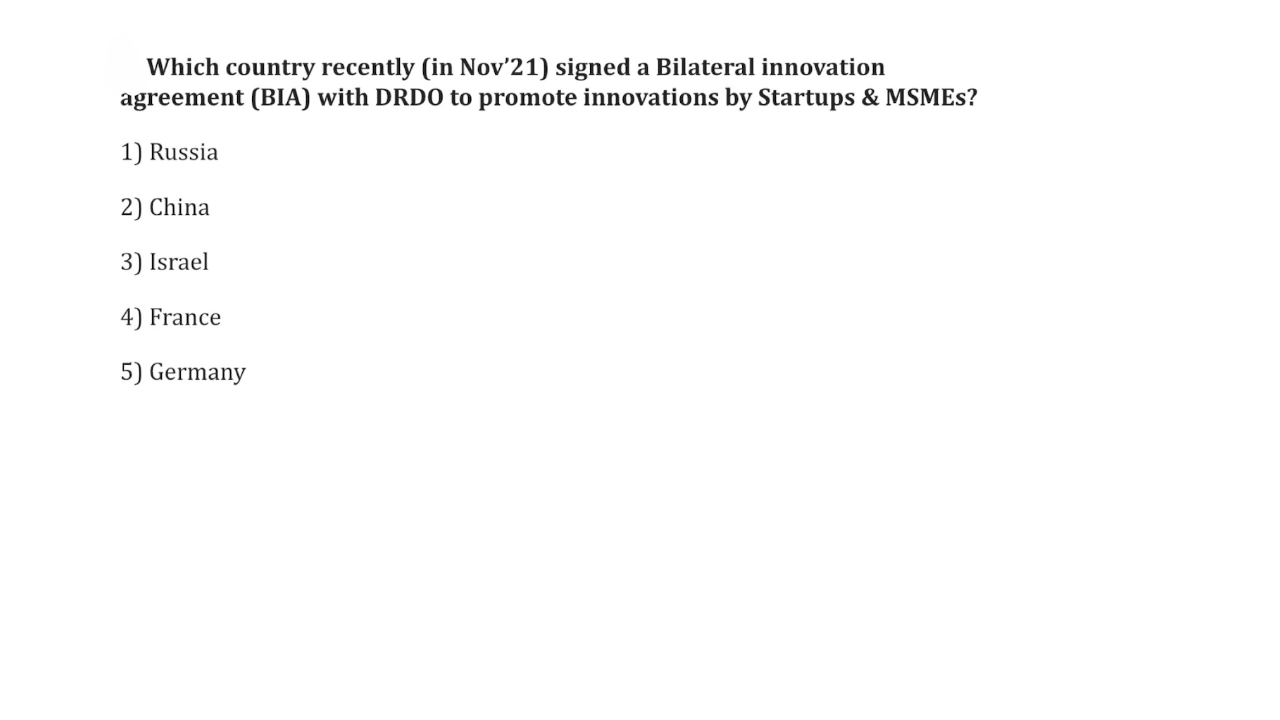 Which country recently (in Nov’21) signed a Bilateral innovation
agreement (BIA) with DRDO to promote innovations by Startups & MSMEs?
1) Russia
2) China
3) Israel
4) France
5) Germany